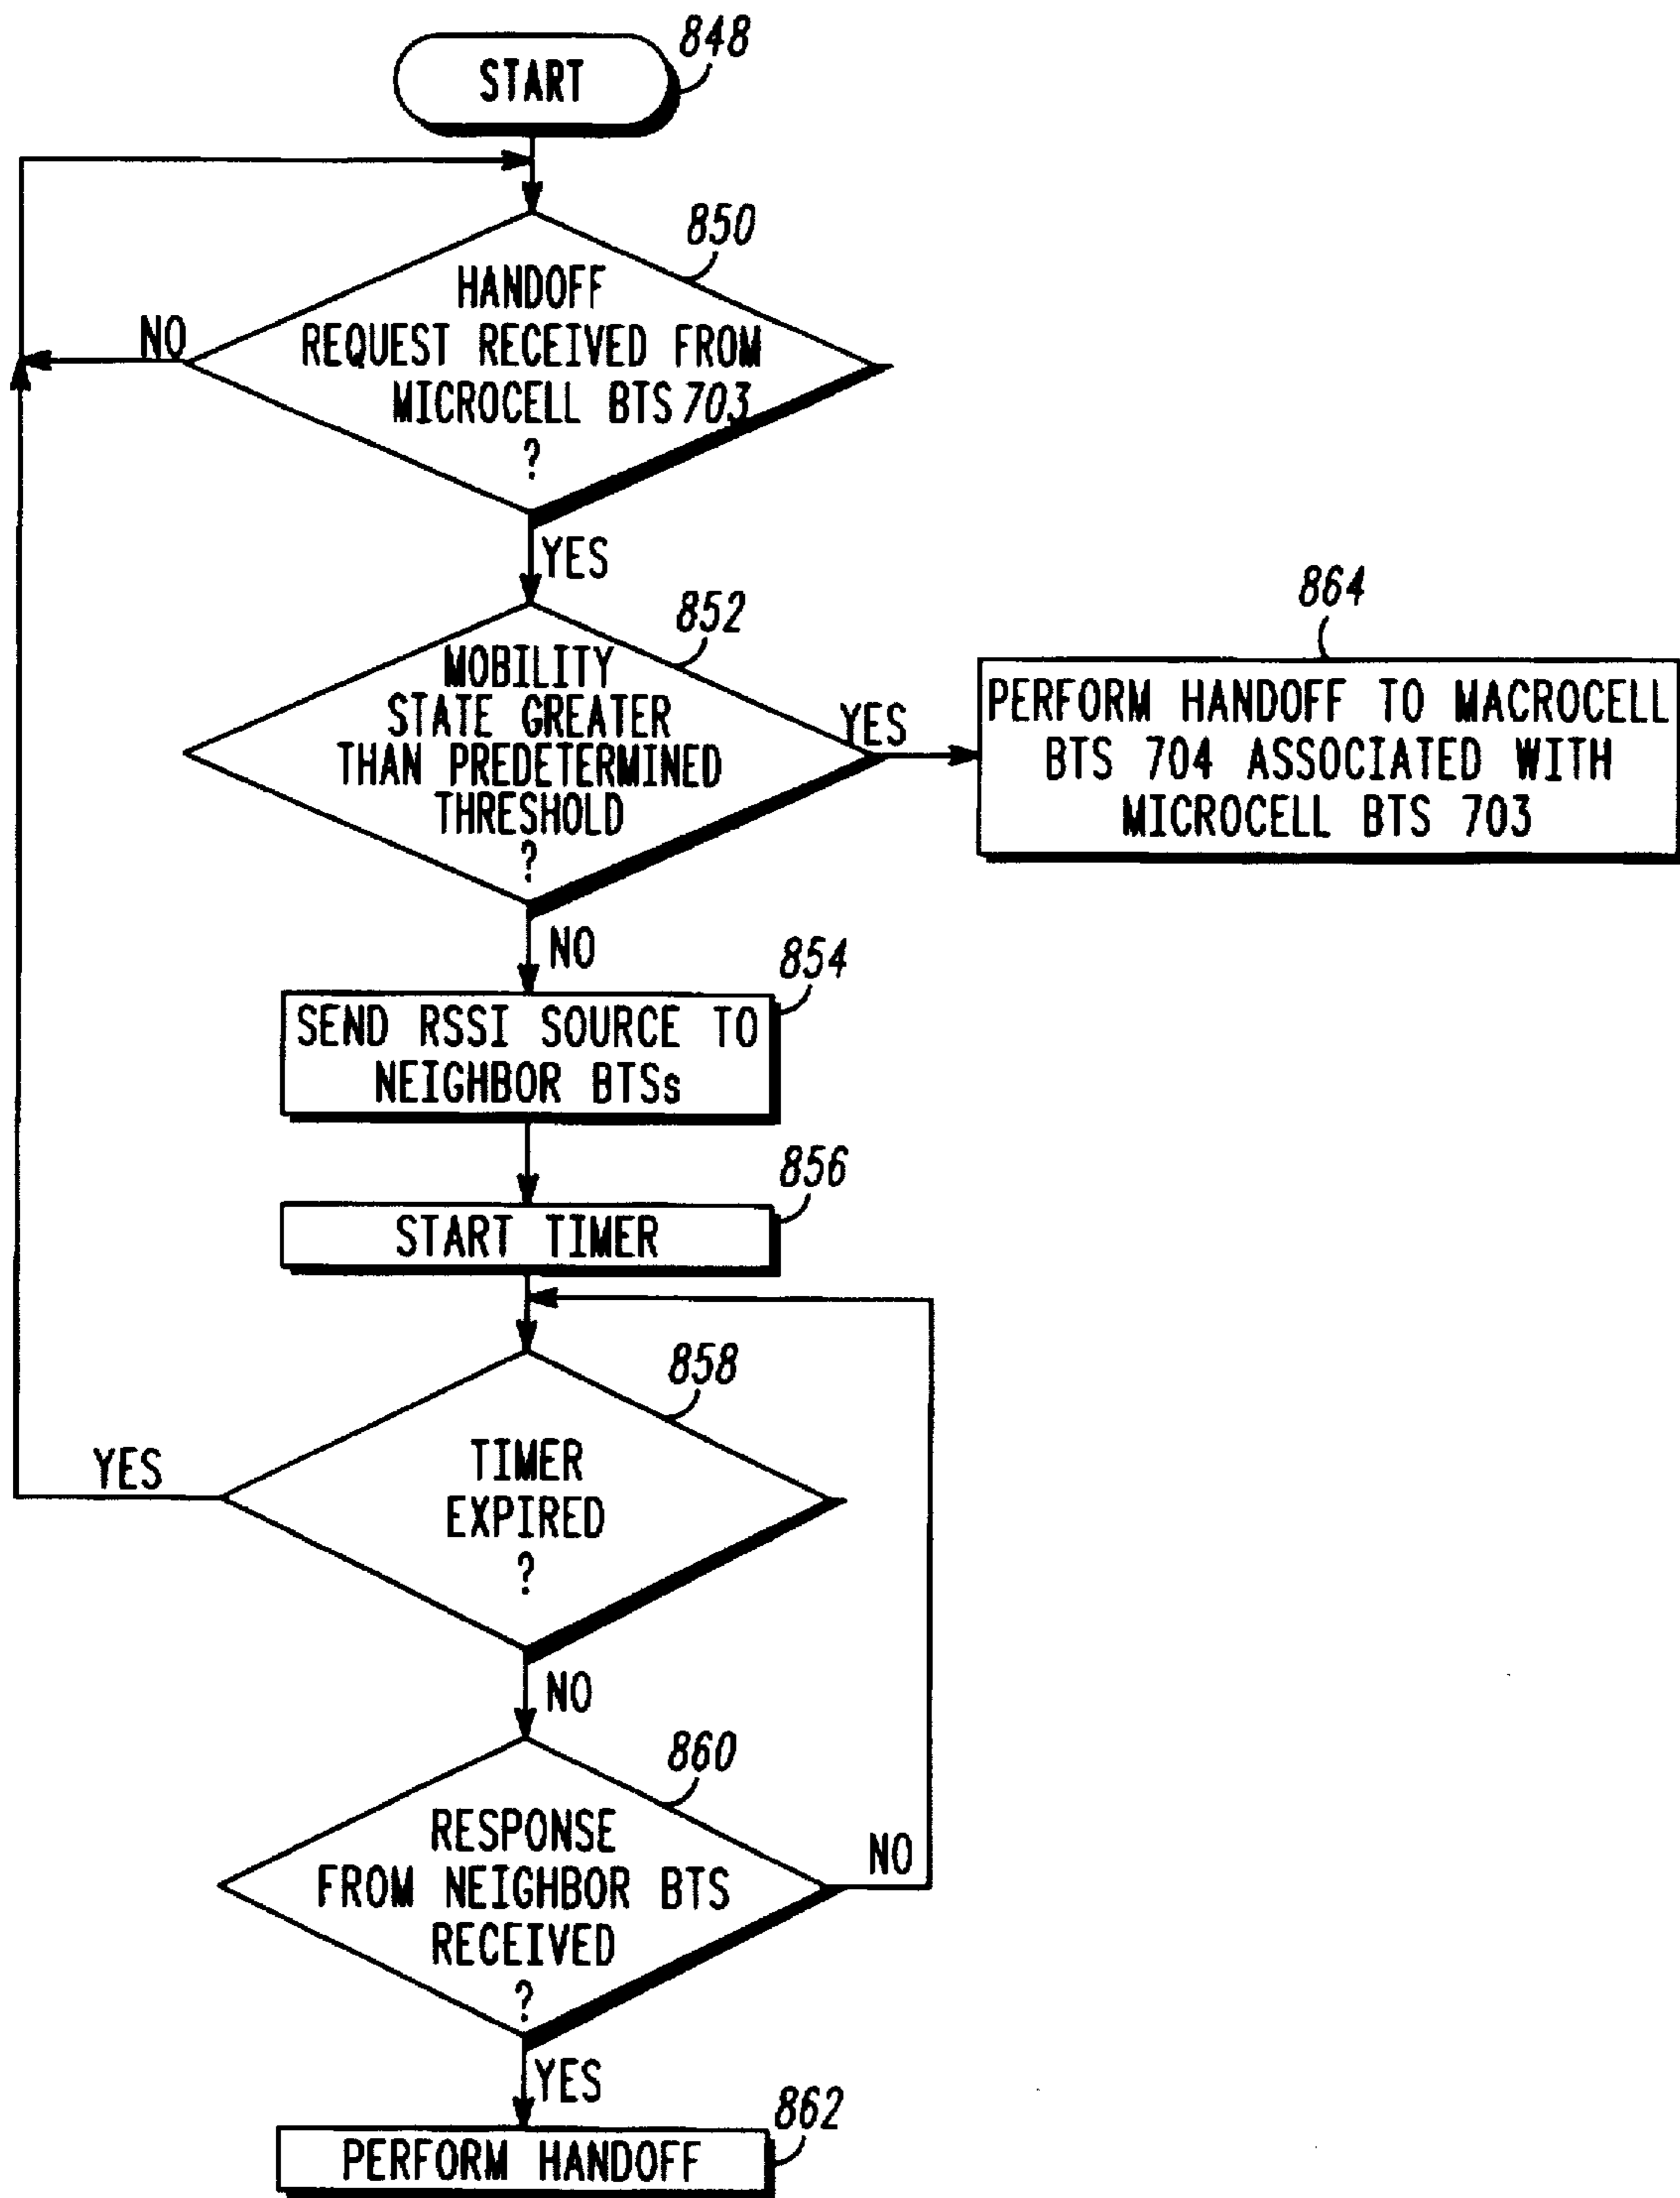 START
848
850
HANDOFF
REQUEST RECEIVED FROM
MICROCELL BTS 703
?
NO
YES
852
MOBILITY
STATE GREATER
THAN PREDETERMINED
THRESHOLD
?
YES
864
PERFORM HANDOFF TO MACROCELL
BTS 704 ASSOCIATED WITH
MICROCELL BTS 703
NO
854
SEND RSSI SOURCE TO
NEIGHBOR BTSs
856
START TIMER
858
TIMER
EXPIRED
?
YES
NO
860
RESPONSE
FROM NEIGHBOR BTS
RECEIVED
?
NO
YES
862
PERFORM HANDOFF